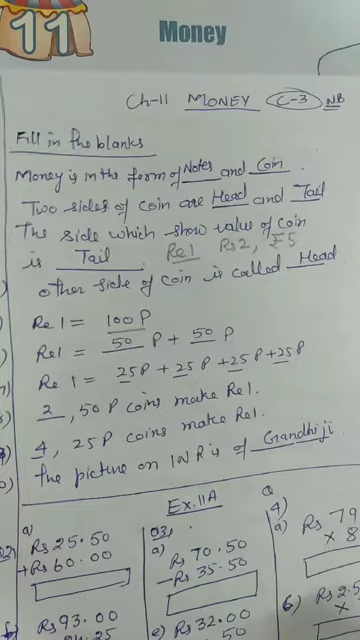 11
Money
Ch-11 MONEY C-3 NB
Fill in the blanks
Money is in the form of Notes and Coin.
Two sides of coin are Head and Tail
The side which show value of coin
is Tail. Re1 Rs2, ₹5
other side of coin is called Head.
Re 1 = 100 P
Re1 = 50 P + 50 P
Re 1 = 25P + 25P + 25P + 25P
2, 50 P coins make Re1.
4, 25P coins make Re1.
The picture on INR is of Gandhiji
Ex.11A
a) Rs 25.50
+Rs 60.00
Rs 93.00
Q3,
a) Rs 70.50
-Rs 35.50
e) Rs 32.00
Q
4)
a) Rs 79
x 8
b) Rs 2.5
x